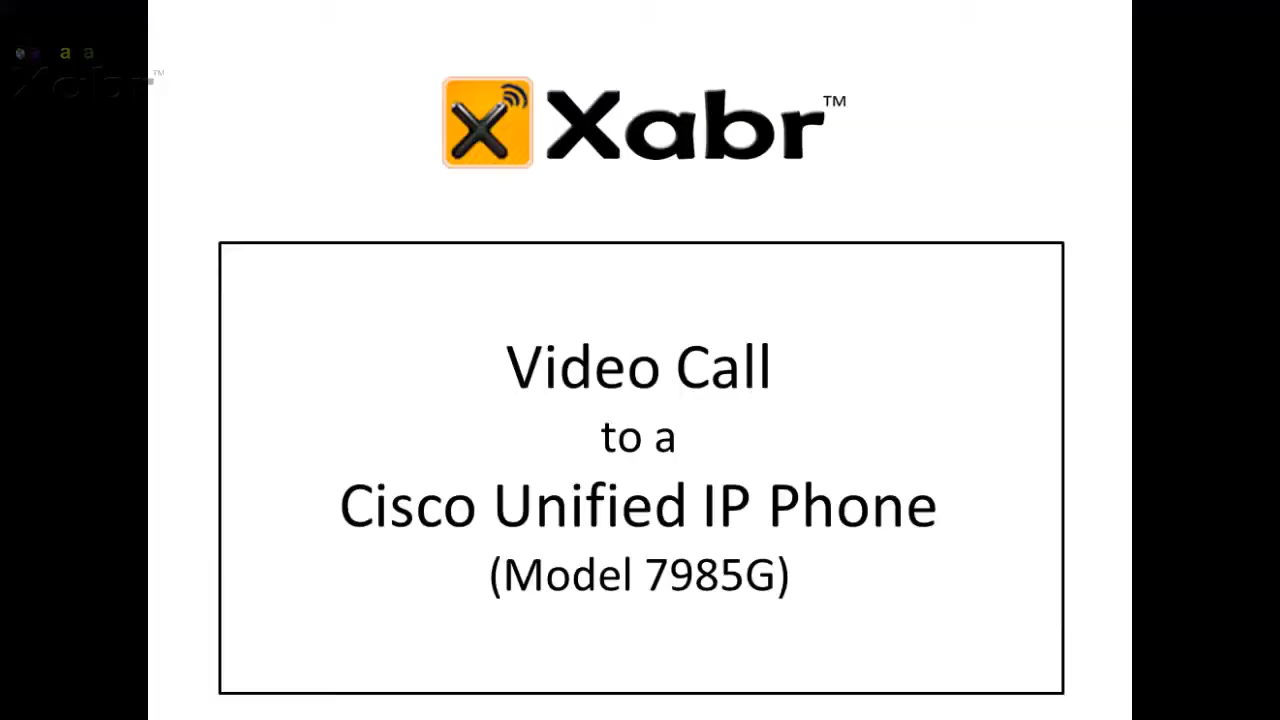 Xabr™
Video Call
to a
Cisco Unified IP Phone
(Model 7985G)